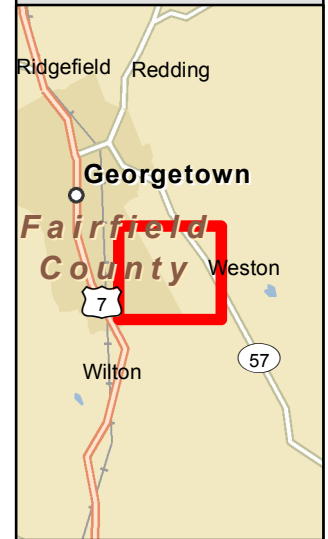 Ridgefield Redding
Georgetown
Fairfield
County
Weston
7
57
Wilton